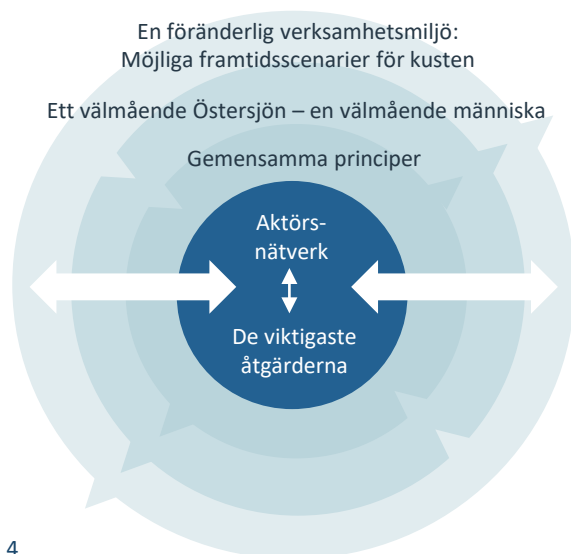 En föränderlig verksamhetsmiljö:
Möjliga framtidsscenarier för kusten
Ett välmående Östersjön – en välmående människa
Gemensamma principer
Aktörs-
nätverk
De viktigaste
åtgärderna
4